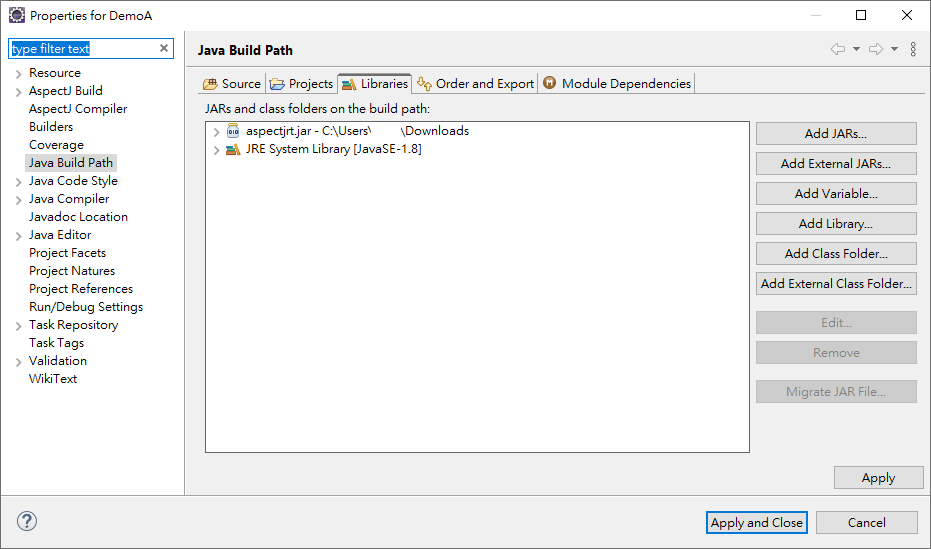 Properties for DemoA
type filter text
Resource
AspectJ Build
AspectJ Compiler
Builders
Coverage
Java Build Path
Java Code Style
Java Compiler
Javadoc Location
Java Editor
Project Facets
Project Natures
Project References
Run/Debug Settings
Task Repository
Task Tags
Validation
WikiText
Java Build Path
Source Projects Libraries Order and Export Module Dependencies
JARs and class folders on the build path:
aspectjrt.jar - C:\Users\ \Downloads
JRE System Library [JavaSE-1.8]
Add JARs...
Add External JARs...
Add Variable...
Add Library...
Add Class Folder...
Add External Class Folder...
Edit...
Remove
Migrate JAR File...
Apply
Apply and Close Cancel